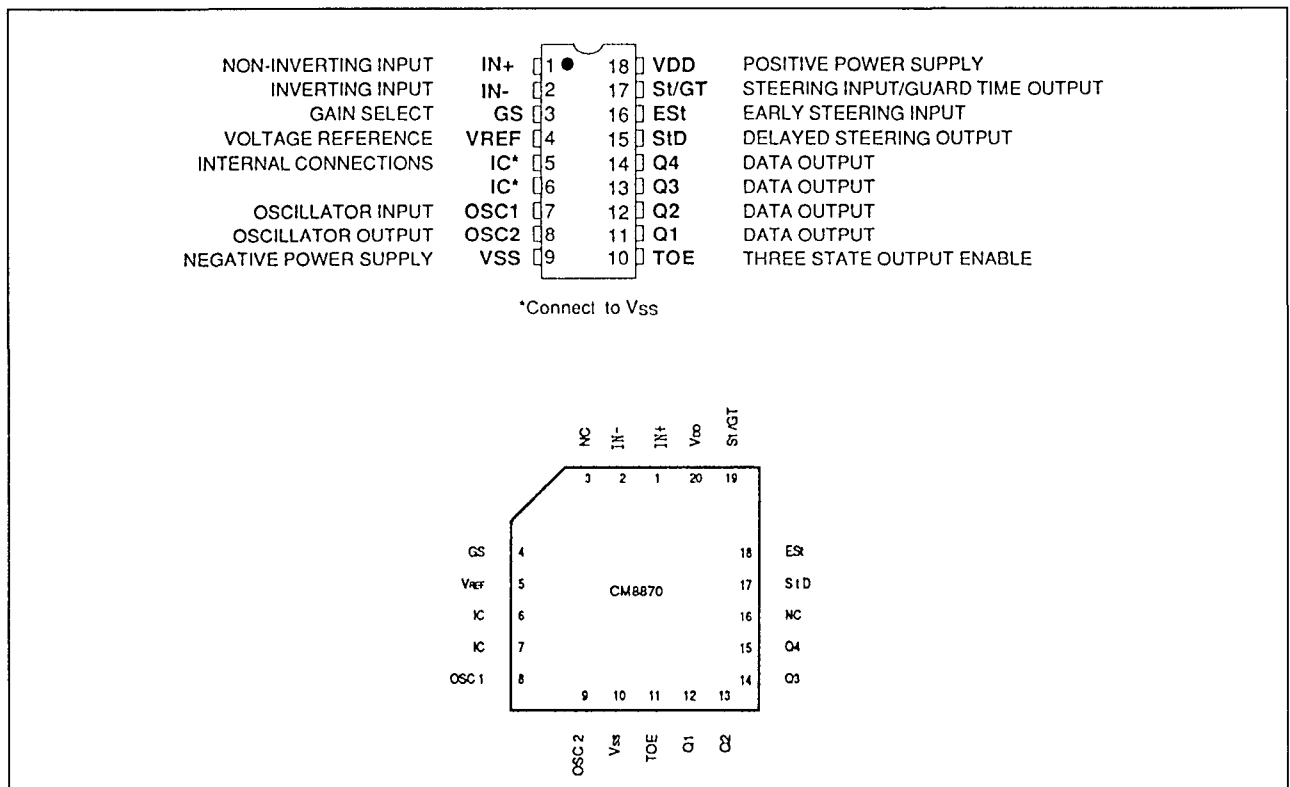 NON-INVERTING INPUT IN+ 1 18 VDD POSITIVE POWER SUPPLY
INVERTING INPUT IN- 2 17 St/GT STEERING INPUT/GUARD TIME OUTPUT
GAIN SELECT GS 3 16 ESt EARLY STEERING INPUT
VOLTAGE REFERENCE VREF 4 15 StD DELAYED STEERING OUTPUT
INTERNAL CONNECTIONS IC* 5 14 Q4 DATA OUTPUT
IC* 6 13 Q3 DATA OUTPUT
OSCILLATOR INPUT OSC1 7 12 Q2 DATA OUTPUT
OSCILLATOR OUTPUT OSC2 8 11 Q1 DATA OUTPUT
NEGATIVE POWER SUPPLY VSS 9 10 TOE THREE STATE OUTPUT ENABLE
*Connect to VSS
NC IN- IN+ VDD St/GT
3 2 1 20 19
GS 4 18 ESt
VREF 5 CM8870 17 StD
IC 6 16 NC
IC 7 15 Q4
OSC 1 8 14 Q3
9 10 11 12 13
OSC 2 VSS TOE Q1 Q2